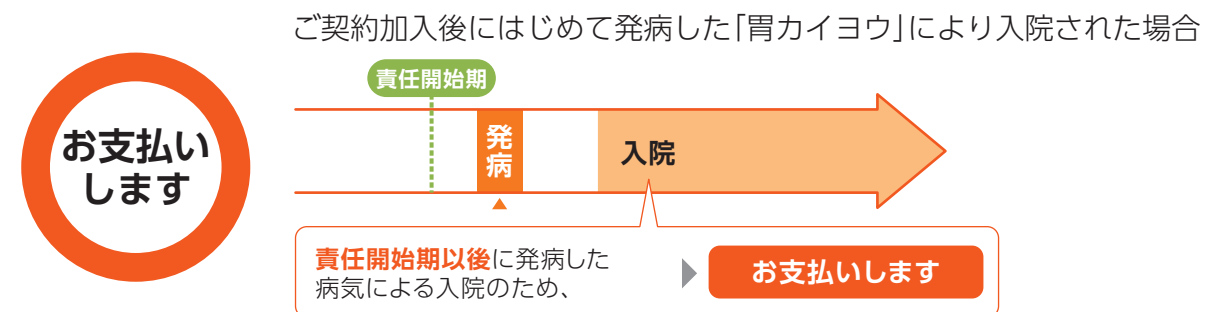 ご契約加入後にはじめて発病した「胃カイヨウ」により入院された場合
お支払い
します
責任開始期
発病
入院
責任開始期以後に発病した
病気による入院のため、
お支払いします